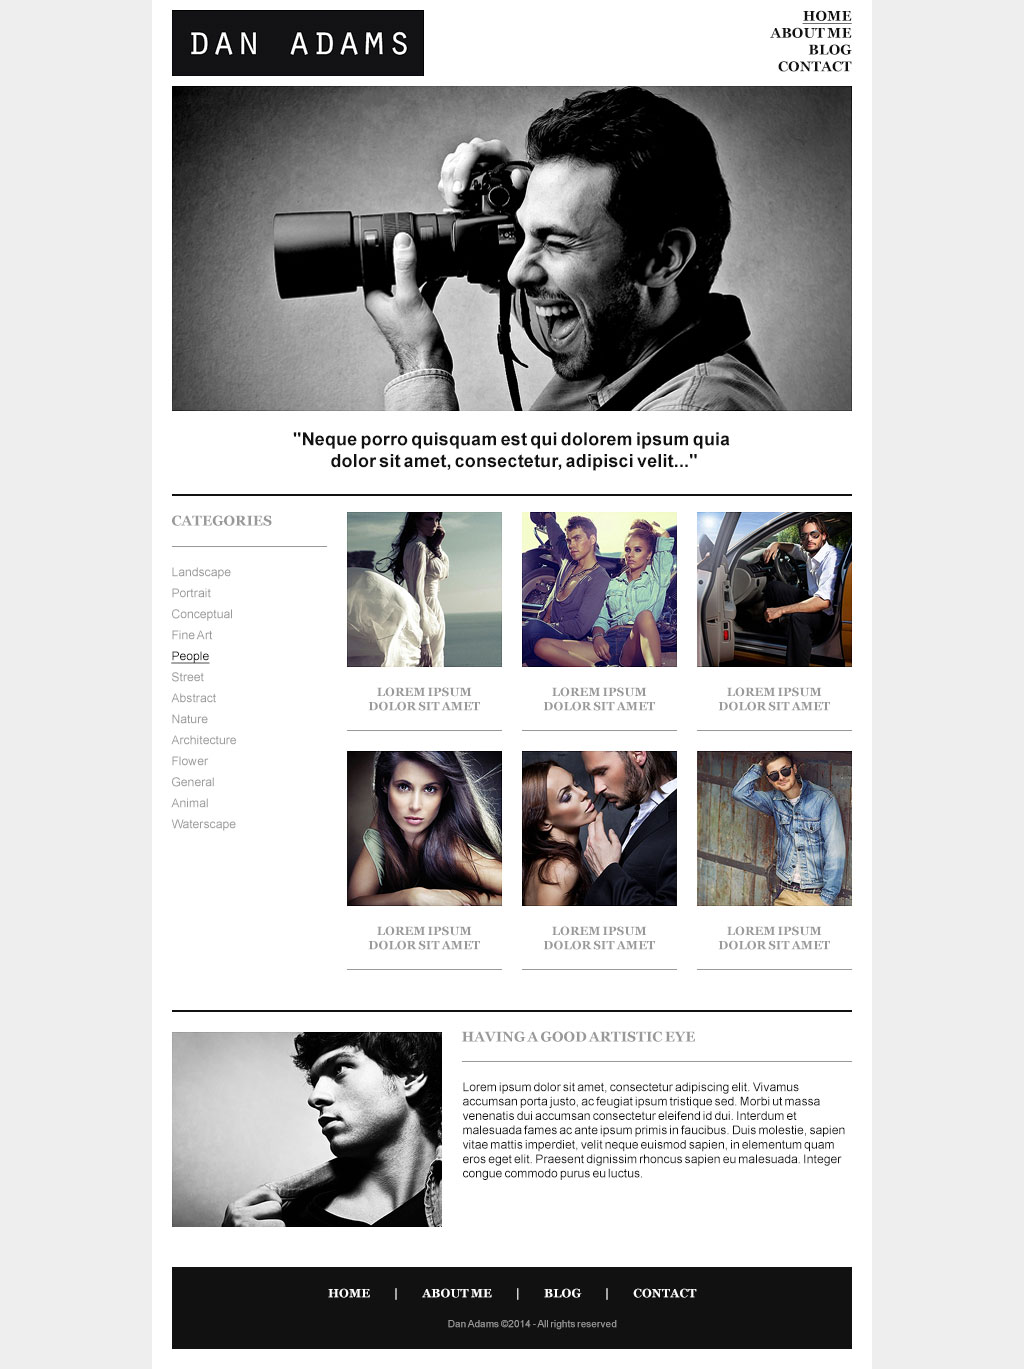 DAN ADAMS
HOME
ABOUT ME
BLOG
CONTACT
"Neque porro quisquam est qui dolorem ipsum quia
dolor sit amet, consectetur, adipisci velit..."
CATEGORIES
Landscape
Portrait
Conceptual
Fine Art
People
Street
Abstract
Nature
Architecture
Flower
General
Animal
Waterscape
LOREM IPSUM
DOLOR SIT AMET
LOREM IPSUM
DOLOR SIT AMET
LOREM IPSUM
DOLOR SIT AMET
LOREM IPSUM
DOLOR SIT AMET
LOREM IPSUM
DOLOR SIT AMET
LOREM IPSUM
DOLOR SIT AMET
HAVING A GOOD ARTISTIC EYE
Lorem ipsum dolor sit amet, consectetur adipiscing elit. Vivamus
accumsan porta justo, ac feugiat ipsum tristique sed. Morbi ut massa
venenatis dui accumsan consectetur eleifend id dui. Interdum et
malesuada fames ac ante ipsum primis in faucibus. Duis molestie, sapien
vitae mattis imperdiet, velit neque euismod sapien, in elementum quam
eros eget elit. Praesent dignissim rhoncus sapien eu malesuada. Integer
congue commodo purus eu luctus.
HOME | ABOUT ME | BLOG | CONTACT
Dan Adams ©2014 - All rights reserved